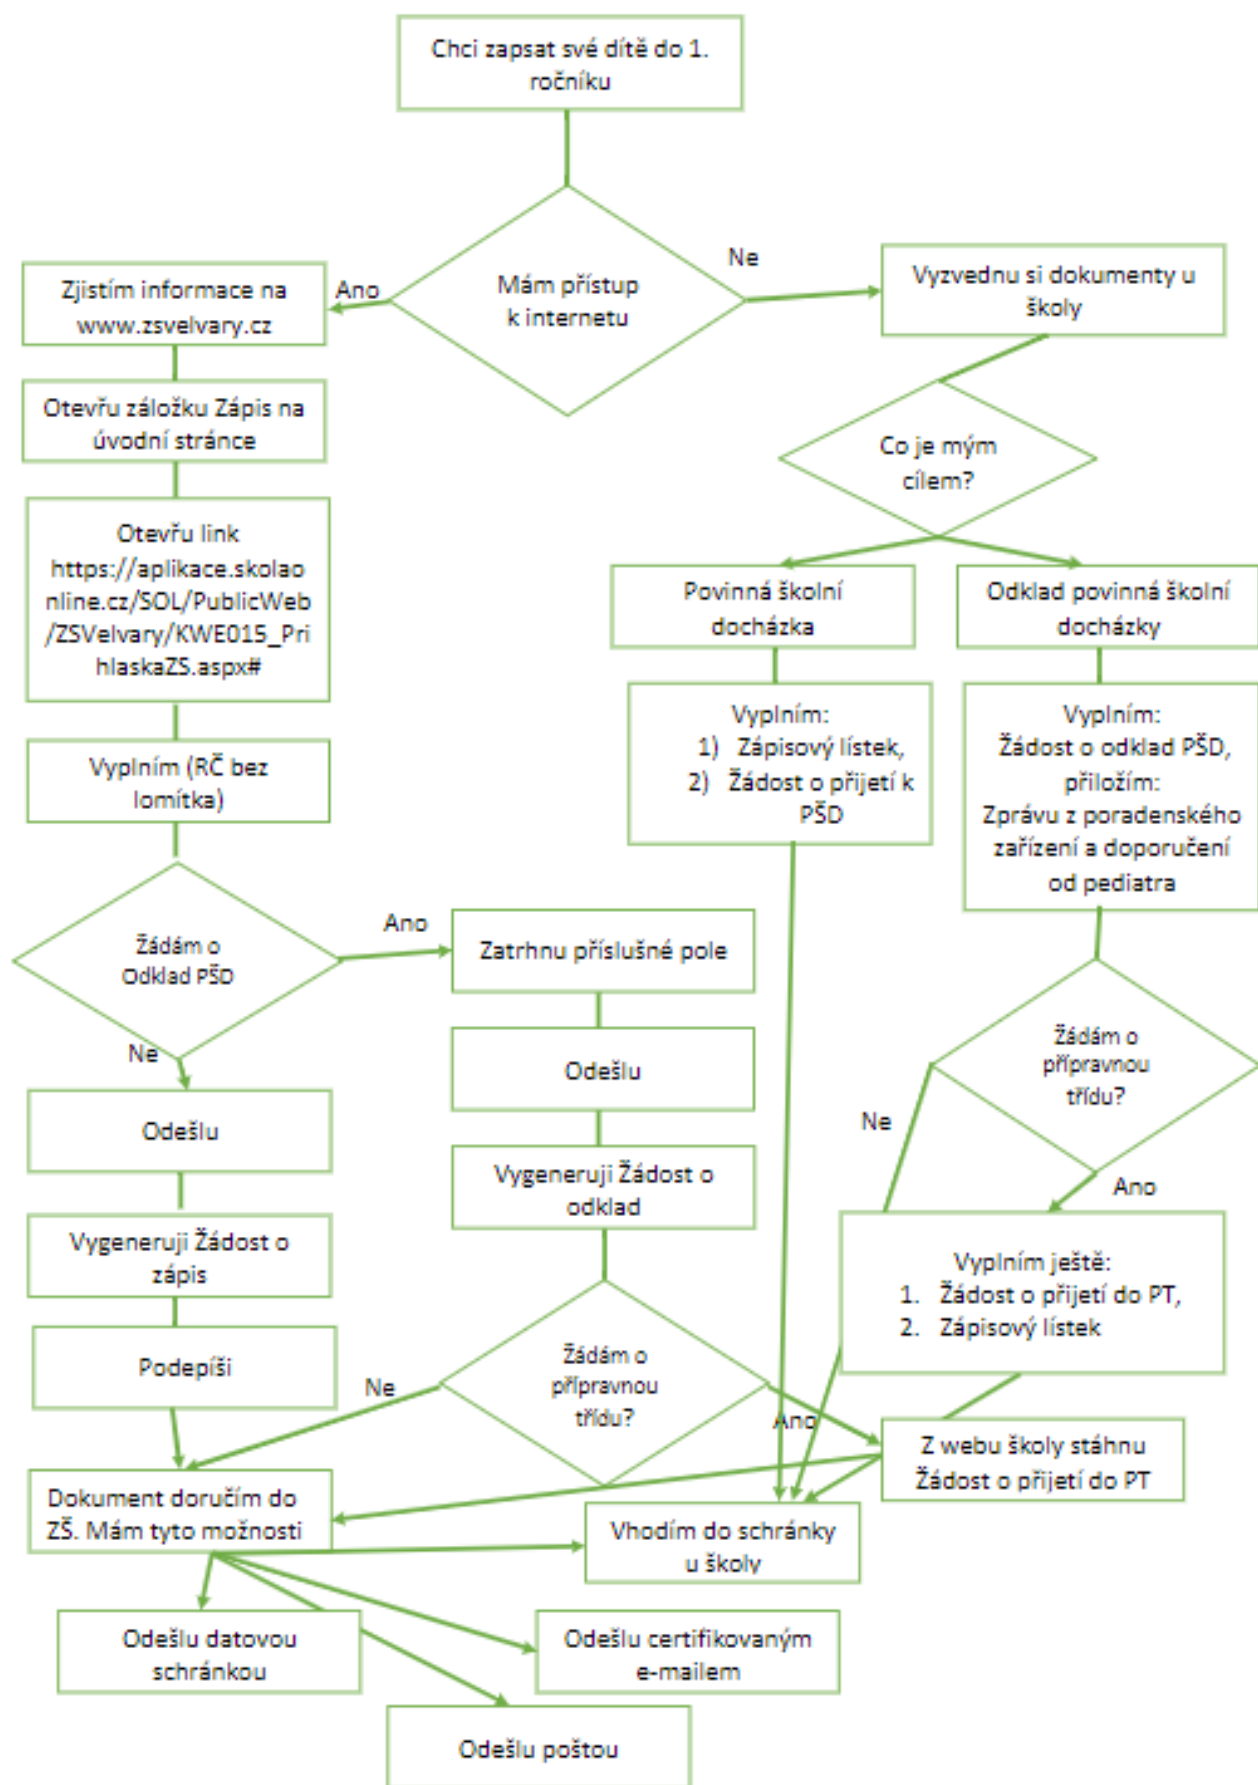 Chci zapsat své dítě do 1.
ročníku
Mám přístup
k internetu
Ano
Ne
Zjistím informace na
www.zsvelvary.cz
Vyzvednu si dokumenty u
školy
Otevřu záložku Zápis na
úvodní stránce
Co je mým
cílem?
Otevřu link
https://aplikace.skolao
nline.cz/SOL/PublicWeb
/ZSVelvary/KWE015_Pri
hlaskaZS.aspx#
Povinná školní
docházka
Odklad povinná školní
docházky
Vyplním:
1) Zápisový lístek,
2) Žádost o přijetí k
PŠD
Vyplním:
Žádost o odklad PŠD,
přiložím:
Zprávu z poradenského
zařízení a doporučení
od pediatra
Vyplním (RČ bez
lomítka)
Žádám o
Odklad PŠD
Ano
Ne
Zatrhnu příslušné pole
Odešlu
Vygeneruji Žádost o
odklad
Žádám o
přípravnou
třídu?
Ne
Ano
Odešlu
Vygeneruji Žádost o
zápis
Podepíši
Žádám o
přípravnou
třídu?
Ne
Ano
Vyplním ještě:
1. Žádost o přijetí do PT,
2. Zápisový lístek
Z webu školy stáhnu
Žádost o přijetí do PT
Dokument doručím do
ZŠ. Mám tyto možnosti
Vhodím do schránky
u školy
Odešlu datovou
schránkou
Odešlu certifikovaným
e-mailem
Odešlu poštou